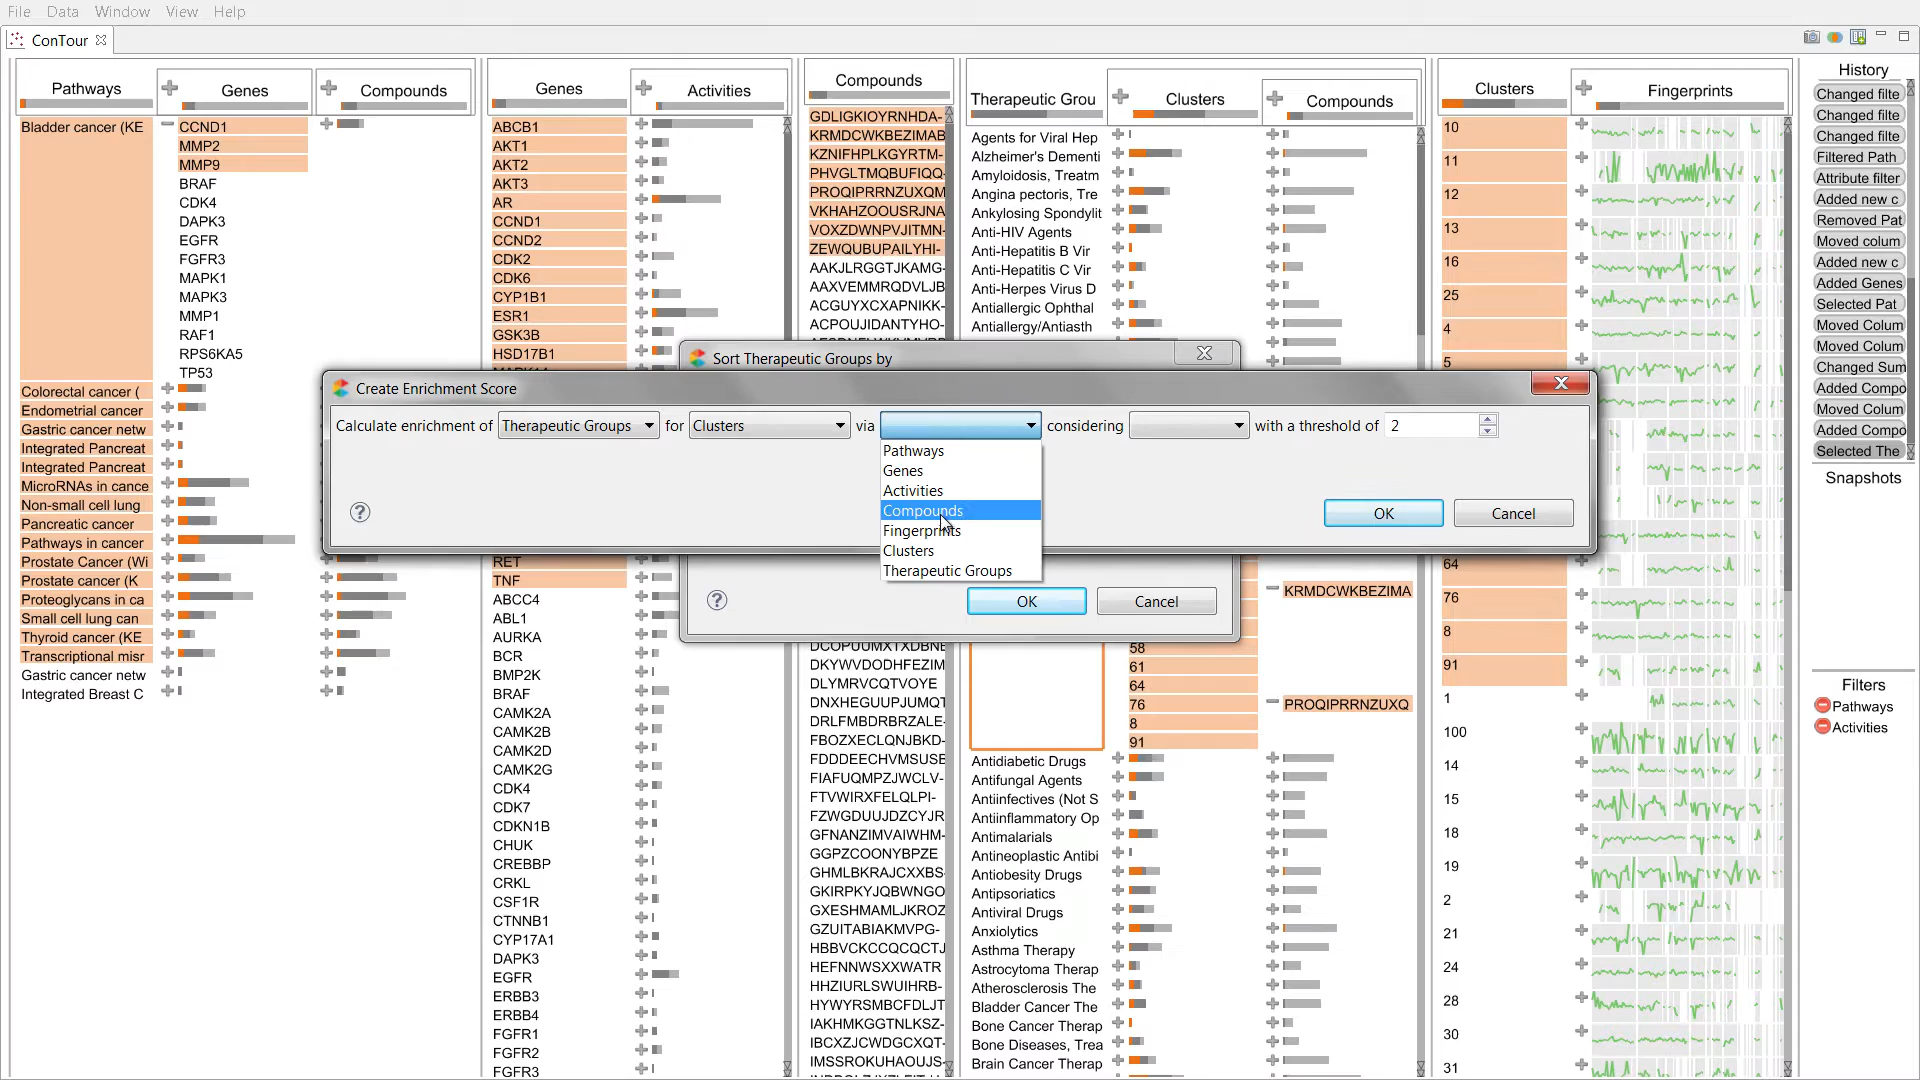 File Data Window View Help
ConTour
Pathways
Genes
Compounds
Bladder cancer (KE
CCND1
MMP2
MMP9
BRAF
CDK4
DAPK3
EGFR
FGFR3
MAPK1
MAPK3
MMP1
RAF1
RPS6KA5
TP53
Colorectal cancer (
Endometrial cancer
Gastric cancer netw
Integrated Pancreat
Integrated Pancreat
MicroRNAs in cance
Non-small cell lung
Pancreatic cancer
Pathways in cancer
Prostate Cancer (Wi
Prostate cancer (K
Proteoglycans in ca
Small cell lung can
Thyroid cancer (KE
Transcriptional misr
Gastric cancer netw
Integrated Breast C
Genes
Activities
ABCB1
AKT1
AKT2
AKT3
AR
CCND1
CCND2
CDK2
CDK6
CYP1B1
ESR1
GSK3B
HSD17B1
RET
TNF
ABCC4
ABL1
AURKA
BCR
BMP2K
BRAF
CAMK2A
CAMK2B
CAMK2D
CAMK2G
CDK4
CDK7
CDKN1B
CHUK
CREBBP
CRKL
CSF1R
CTNNB1
CYP17A1
DAPK3
EGFR
ERBB3
ERBB4
FGFR1
FGFR2
FGFR3
Compounds
GDLIGKIOYRNHDA-
KRMDCWKBEZIMAB
KZNIFHPLKGYRTM-
PHVGLTMQBUFIQQ-
PROQIPRRNZUXQM
VKHAHZOOUSRJNA
VOXZDWNPVJITMN-
ZEWQUBUPAILYHI-
AAKJLRGGTJKAMG-
AAXVEMMRQDVLJB
ACGUYXCXAPNIKK-
ACPOUJIDANTYHO-
DCOPUUMXTXDBNE
DKYWVDODHFEZIM
DLYMRVCQTVOYE
DNXHEGUUPJUMQT
DRLFMBDRBRZALE-
FBOZXECLQNJBKD-
FDDDEECHVMSUSB
FIAFUQMPZJWCLV-
FTVWIRXFELQLPI-
FZWGDUUJDZCYJR
GFNANZIMVAIWHM-
GGPZCOONYBPZE
GHMLBKRAJCXXBS-
GKIRPKYJQBWNGO
GXESHMAMLJKROZ
GZUITABIAKMVPG-
HBBVCKCCQCQCTJ
HEFNNWSXXWATR
HHZIURLSWUIHRB-
HYWYRSMBCFDLJT
IAKHMKGGTNLKSZ-
IBCXZJCWDGCXQT-
IMSSROKUHAOUJS-
Therapeutic Grou
Clusters
Compounds
Agents for Viral Hep
Alzheimer's Dementi
Amyloidosis, Treatm
Angina pectoris, Tre
Ankylosing Spondylit
Anti-HIV Agents
Anti-Hepatitis B Vir
Anti-Hepatitis C Vir
Anti-Herpes Virus D
Antiallergic Ophthal
Antiallergy/Antiasth
58
61
64
76
8
91
KRMDCWKBEZIMA
PROQIPRRNZUXQ
Antidiabetic Drugs
Antifungal Agents
Antiinfectives (Not S
Antiinflammatory Op
Antimalarials
Antineoplastic Antibi
Antiobesity Drugs
Antipsoriatics
Antiviral Drugs
Anxiolytics
Asthma Therapy
Astrocytoma Therap
Atherosclerosis The
Bladder Cancer The
Bone Cancer Therap
Bone Diseases, Trea
Brain Cancer Therap
Clusters
Fingerprints
10
11
12
13
16
25
4
5
64
76
8
91
1
100
14
15
18
19
2
21
24
28
30
31
History
Changed filte
Changed filte
Changed filte
Filtered Path
Attribute filter
Added new c
Removed Pat
Moved colum
Added new c
Added Genes
Selected Pat
Moved Colum
Moved Colum
Changed Sum
Added Compo
Moved Colum
Added Compo
Selected The
Snapshots
Filters
Pathways
Activities
Sort Therapeutic Groups by
OK
Cancel
Create Enrichment Score
Calculate enrichment of Therapeutic Groups for Clusters via considering with a threshold of 2
Pathways
Genes
Activities
Compounds
Fingerprints
Clusters
Therapeutic Groups
OK
Cancel